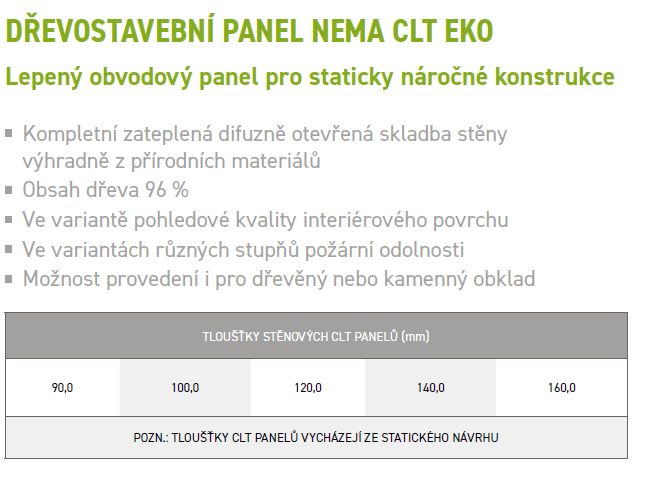 DŘEVOSTAVEBNÍ PANEL NEMA CLT EKO
Lepený obvodový panel pro staticky náročné konstrukce
Kompletní zateplená difuzně otevřená skladba stěny
výhradně z přírodních materiálů
Obsah dřeva 96 %
Ve variantě pohledové kvality interiérového povrchu
Ve variantách různých stupňů požární odolnosti
Možnost provedení i pro dřevěný nebo kamenný obklad
TLOUŠŤKY STĚNOVÝCH CLT PANELŮ (mm)
90,0 100,0 120,0 140,0 160,0
POZN.: TLOUŠŤKY CLT PANELŮ VYCHÁZEJÍ ZE STATICKÉHO NÁVRHU